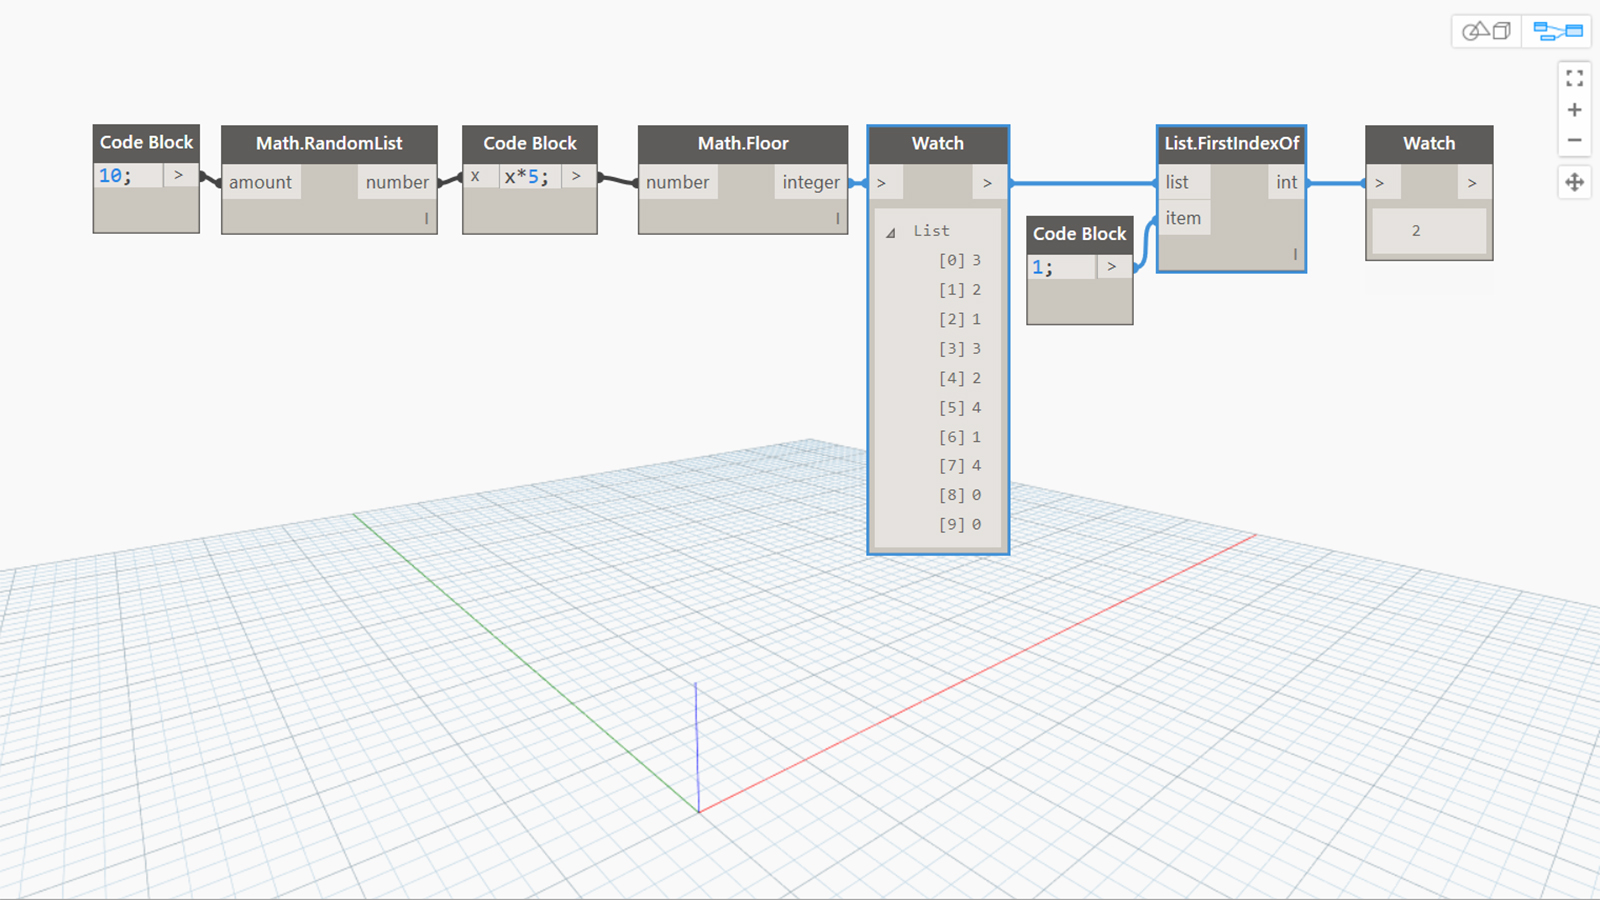 Code Block
10; >
Math.RandomList
amount number
l
Code Block
x x*5; >
Math.Floor
number integer
l
Watch
> >
List
[0] 3
[1] 2
[2] 1
[3] 3
[4] 2
[5] 4
[6] 1
[7] 4
[8] 0
[9] 0
Code Block
1; >
List.FirstIndexOf
list int
item
l
Watch
> >
2